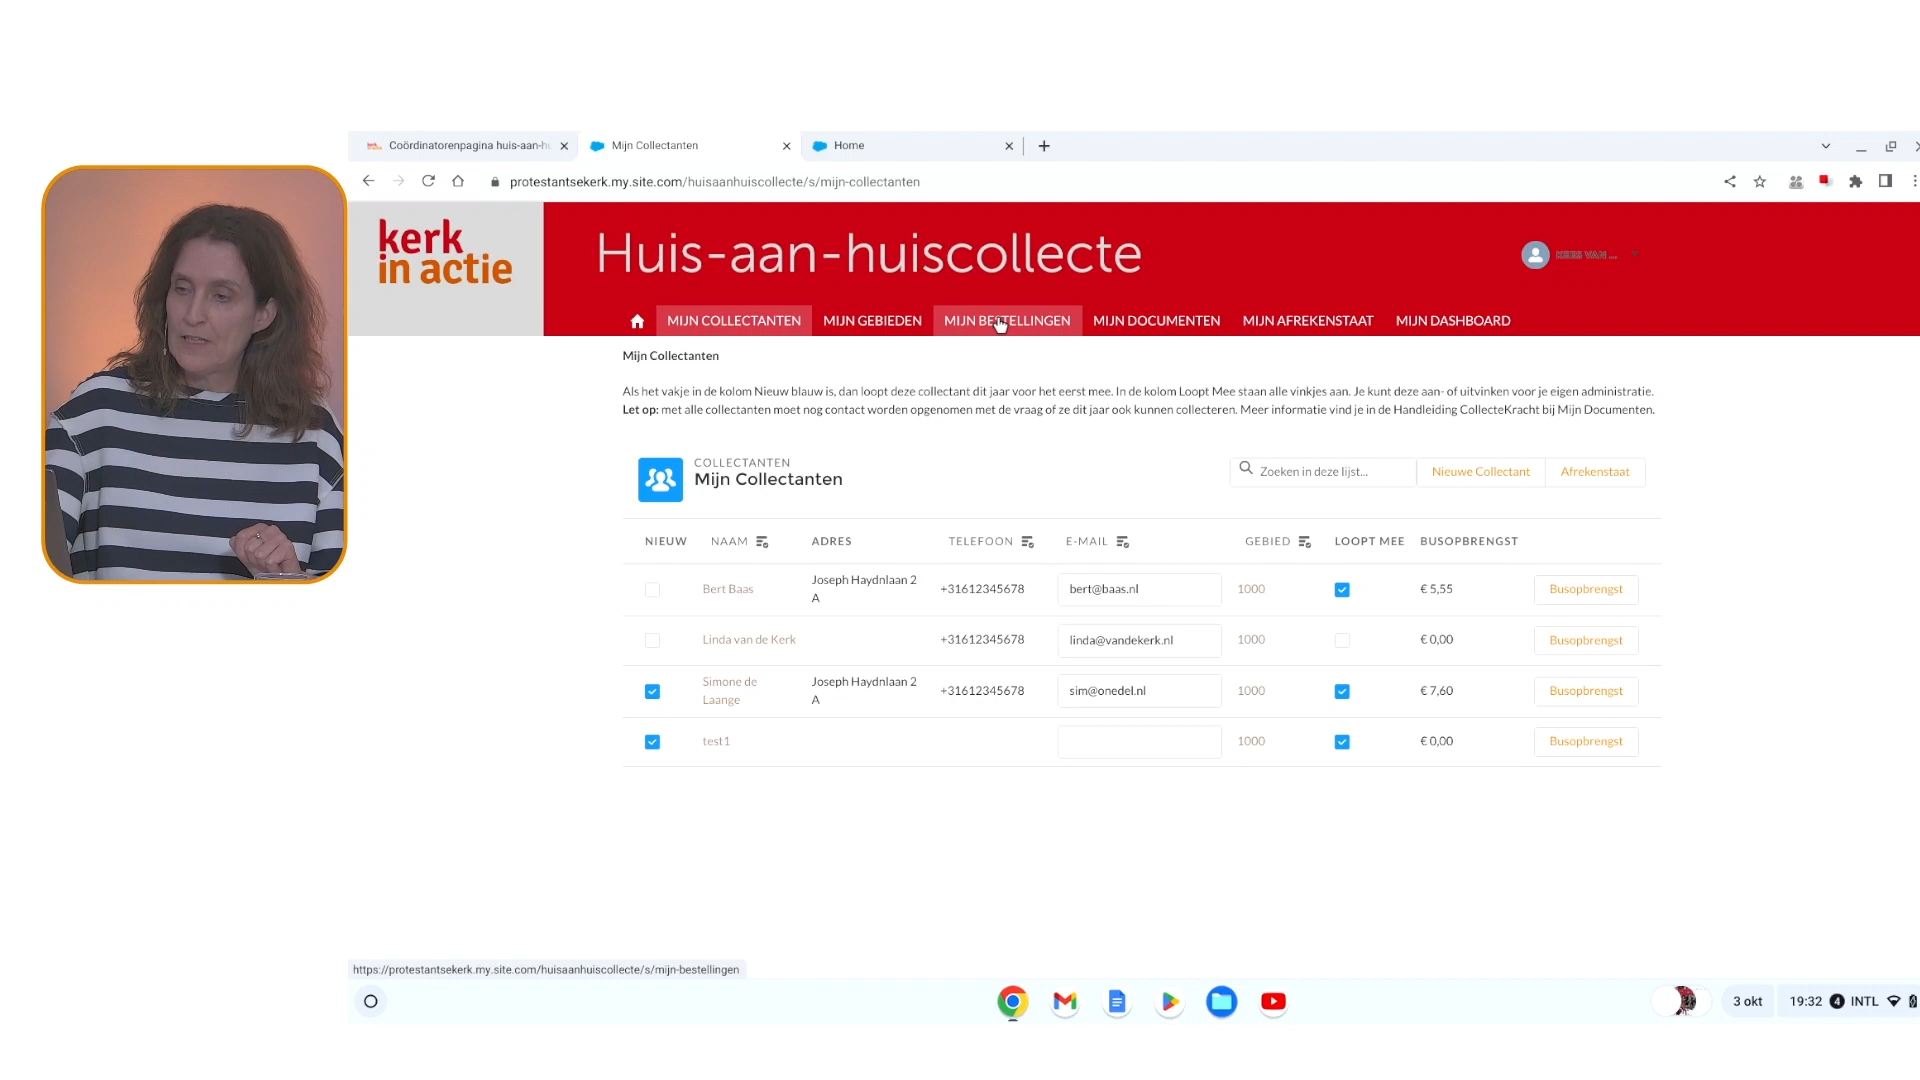 Coördinatorenpagina huis-aan-hu
Mijn Collectanten
Home
protestantsekerk.my.site.com/huisaanhuiscollecte/s/mijn-collectanten
kerk
in actie
Huis-aan-huiscollecte
KEES VAN ...
MIJN COLLECTANTEN MIJN GEBIEDEN MIJN BESTELLINGEN MIJN DOCUMENTEN MIJN AFREKENSTAAT MIJN DASHBOARD
Mijn Collectanten
Als het vakje in de kolom Nieuw blauw is, dan loopt deze collectant dit jaar voor het eerst mee. In de kolom Loopt Mee staan alle vinkjes aan. Je kunt deze aan- of uitvinken voor je eigen administratie.
Let op: met alle collectanten moet nog contact worden opgenomen met de vraag of ze dit jaar ook kunnen collecteren. Meer informatie vind je in de Handleiding CollecteKracht bij Mijn Documenten.
COLLECTANTEN
Mijn Collectanten
Zoeken in deze lijst... Nieuwe Collectant Afrekenstaat
NIEUW NAAM ADRES TELEFOON E-MAIL GEBIED LOOPT MEE BUSOPBRENGST
Bert Baas Joseph Haydnlaan 2 A +31612345678 bert@baas.nl 1000 € 5,55 Busopbrengst
Linda van de Kerk +31612345678 linda@vandekerk.nl 1000 € 0,00 Busopbrengst
Simone de Laange Joseph Haydnlaan 2 A +31612345678 sim@onedel.nl 1000 € 7,60 Busopbrengst
test1 1000 € 0,00 Busopbrengst
https://protestantsekerk.my.site.com/huisaanhuiscollecte/s/mijn-bestellingen
3 okt 19:32 4 INTL